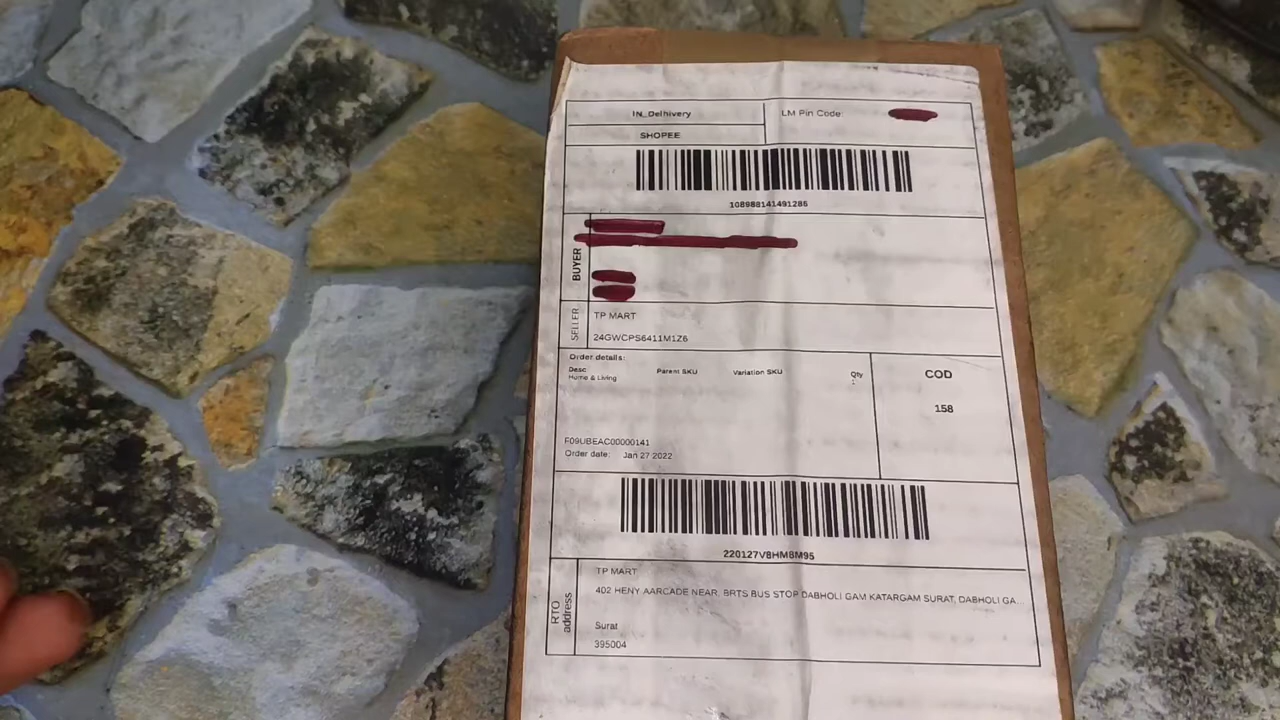 IN_Delhivery
LM Pin Code:
SHOPEE
108988141491286
BUYER
SELLER
TP MART
24GWCPS6411M1Z6
Order details:
Desc Parent SKU Variation SKU Qty
Home & Living
COD
158
F09UBEAC00000141
Order date: Jan 27 2022
220127V8HM8M95
RTO address
TP MART
402 HENY AARCADE NEAR, BRTS BUS STOP DABHOLI GAM KATARGAM SURAT, DABHOLI GA...
Surat
395004